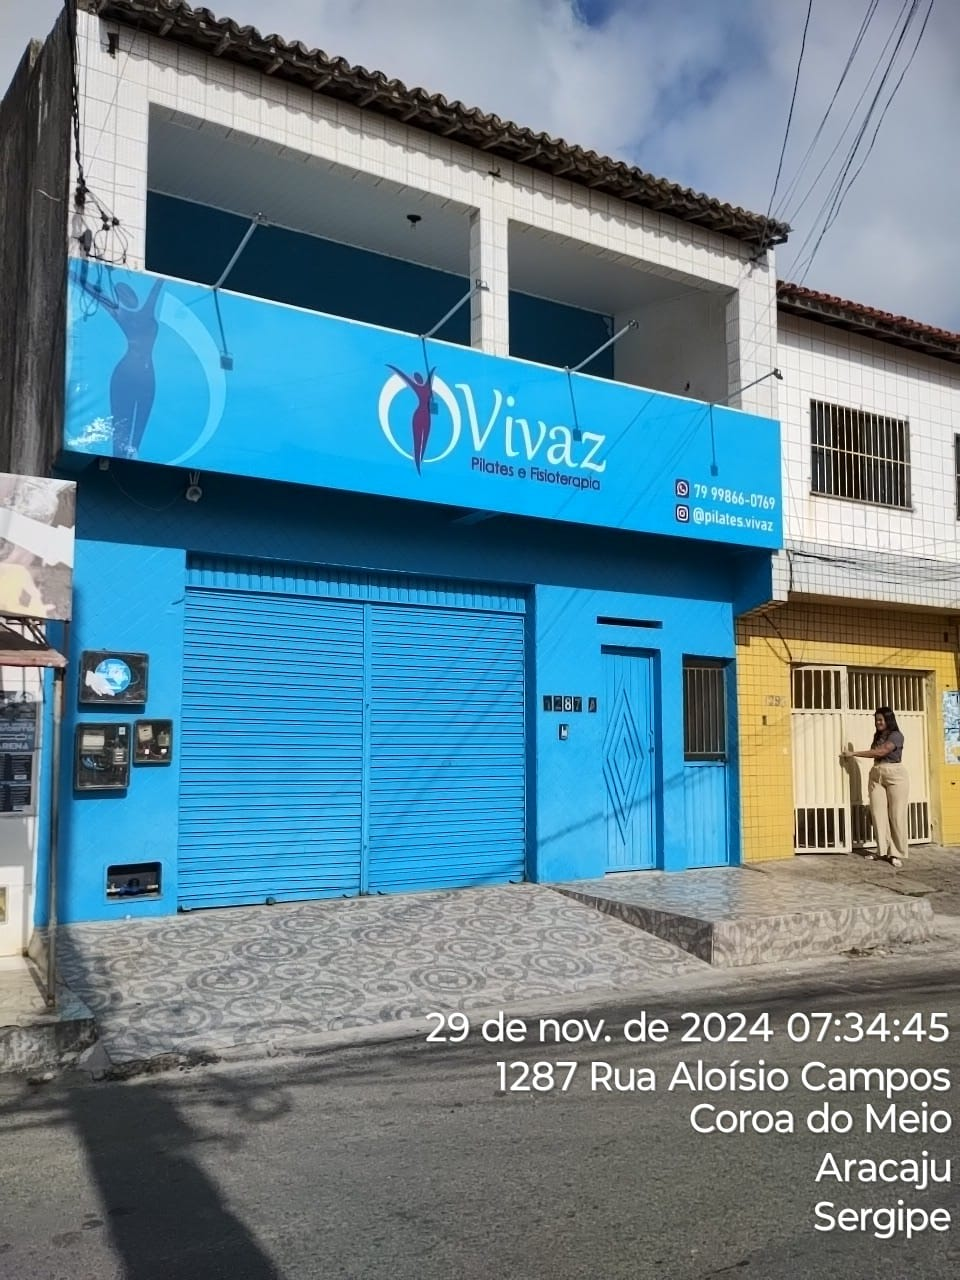 Vivaz
Pilates e Fisioterapia
79 99866-0769
@pilates.vivaz
1287 A
ARENA
29 de nov. de 2024 07:34:45
1287 Rua Aloísio Campos
Coroa do Meio
Aracaju
Sergipe